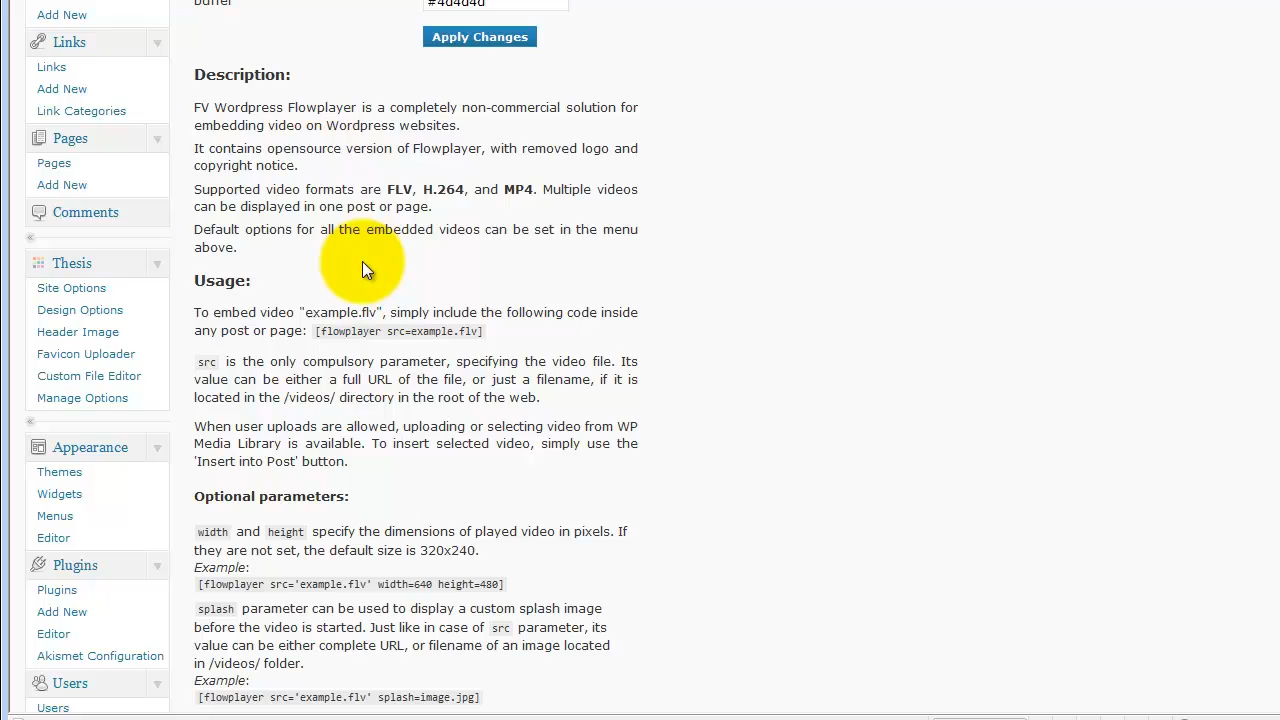 buffer
#4d4d4d
Add New
Links
Links
Add New
Link Categories
Pages
Pages
Add New
Comments
Thesis
Site Options
Design Options
Header Image
Favicon Uploader
Custom File Editor
Manage Options
Appearance
Themes
Widgets
Menus
Editor
Plugins
Plugins
Add New
Editor
Akismet Configuration
Users
Users
Apply Changes
Description:
FV Wordpress Flowplayer is a completely non-commercial solution for
embedding video on Wordpress websites.
It contains opensource version of Flowplayer, with removed logo and
copyright notice.
Supported video formats are FLV, H.264, and MP4. Multiple videos
can be displayed in one post or page.
Default options for all the embedded videos can be set in the menu
above.
Usage:
To embed video "example.flv", simply include the following code inside
any post or page: [flowplayer src=example.flv]
src is the only compulsory parameter, specifying the video file. Its
value can be either a full URL of the file, or just a filename, if it is
located in the /videos/ directory in the root of the web.
When user uploads are allowed, uploading or selecting video from WP
Media Library is available. To insert selected video, simply use the
'Insert into Post' button.
Optional parameters:
width and height specify the dimensions of played video in pixels. If
they are not set, the default size is 320x240.
Example:
[flowplayer src='example.flv' width=640 height=480]
splash parameter can be used to display a custom splash image
before the video is started. Just like in case of src parameter, its
value can be either complete URL, or filename of an image located
in /videos/ folder.
Example:
[flowplayer src='example.flv' splash=image.jpg]